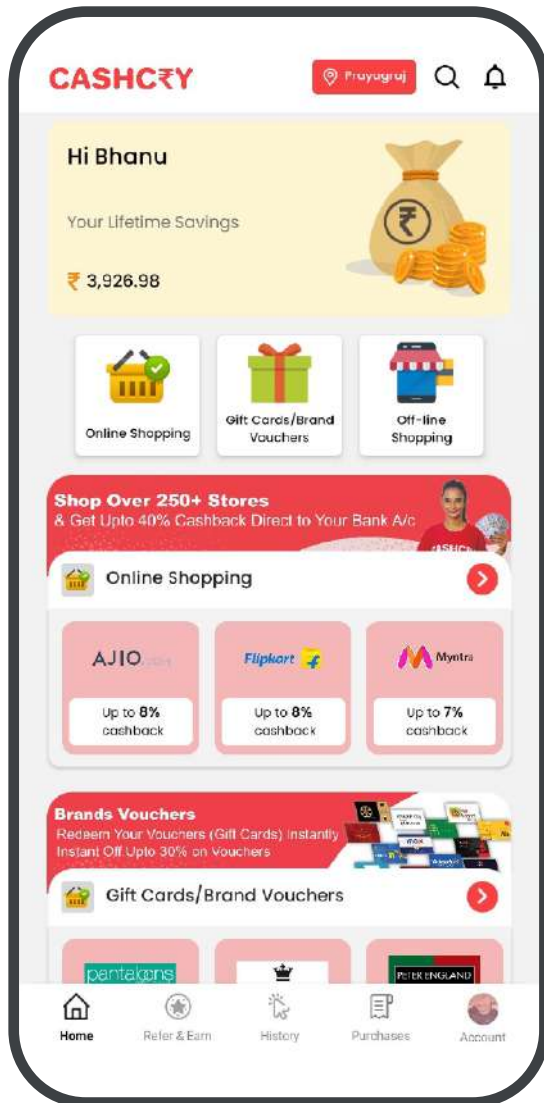 CASHC₹Y
Prayagraj
Hi Bhanu
Your Lifetime Savings
₹ 3,926.98
Online Shopping
Gift Cards/Brand
Vouchers
Off-line
Shopping
Shop Over 250+ Stores
& Get Upto 40% Cashback Direct to Your Bank A/c
Online Shopping
AJIO
Flipkart
Myntra
Up to 8%
cashback
Up to 8%
cashback
Up to 7%
cashback
Brands Vouchers
Redeem Your Vouchers (Gift Cards) Instantly
Instant Off Upto 30% on Vouchers
Gift Cards/Brand Vouchers
pantaloons
PETER ENGLAND
Home
Refer & Earn
History
Purchases
Account